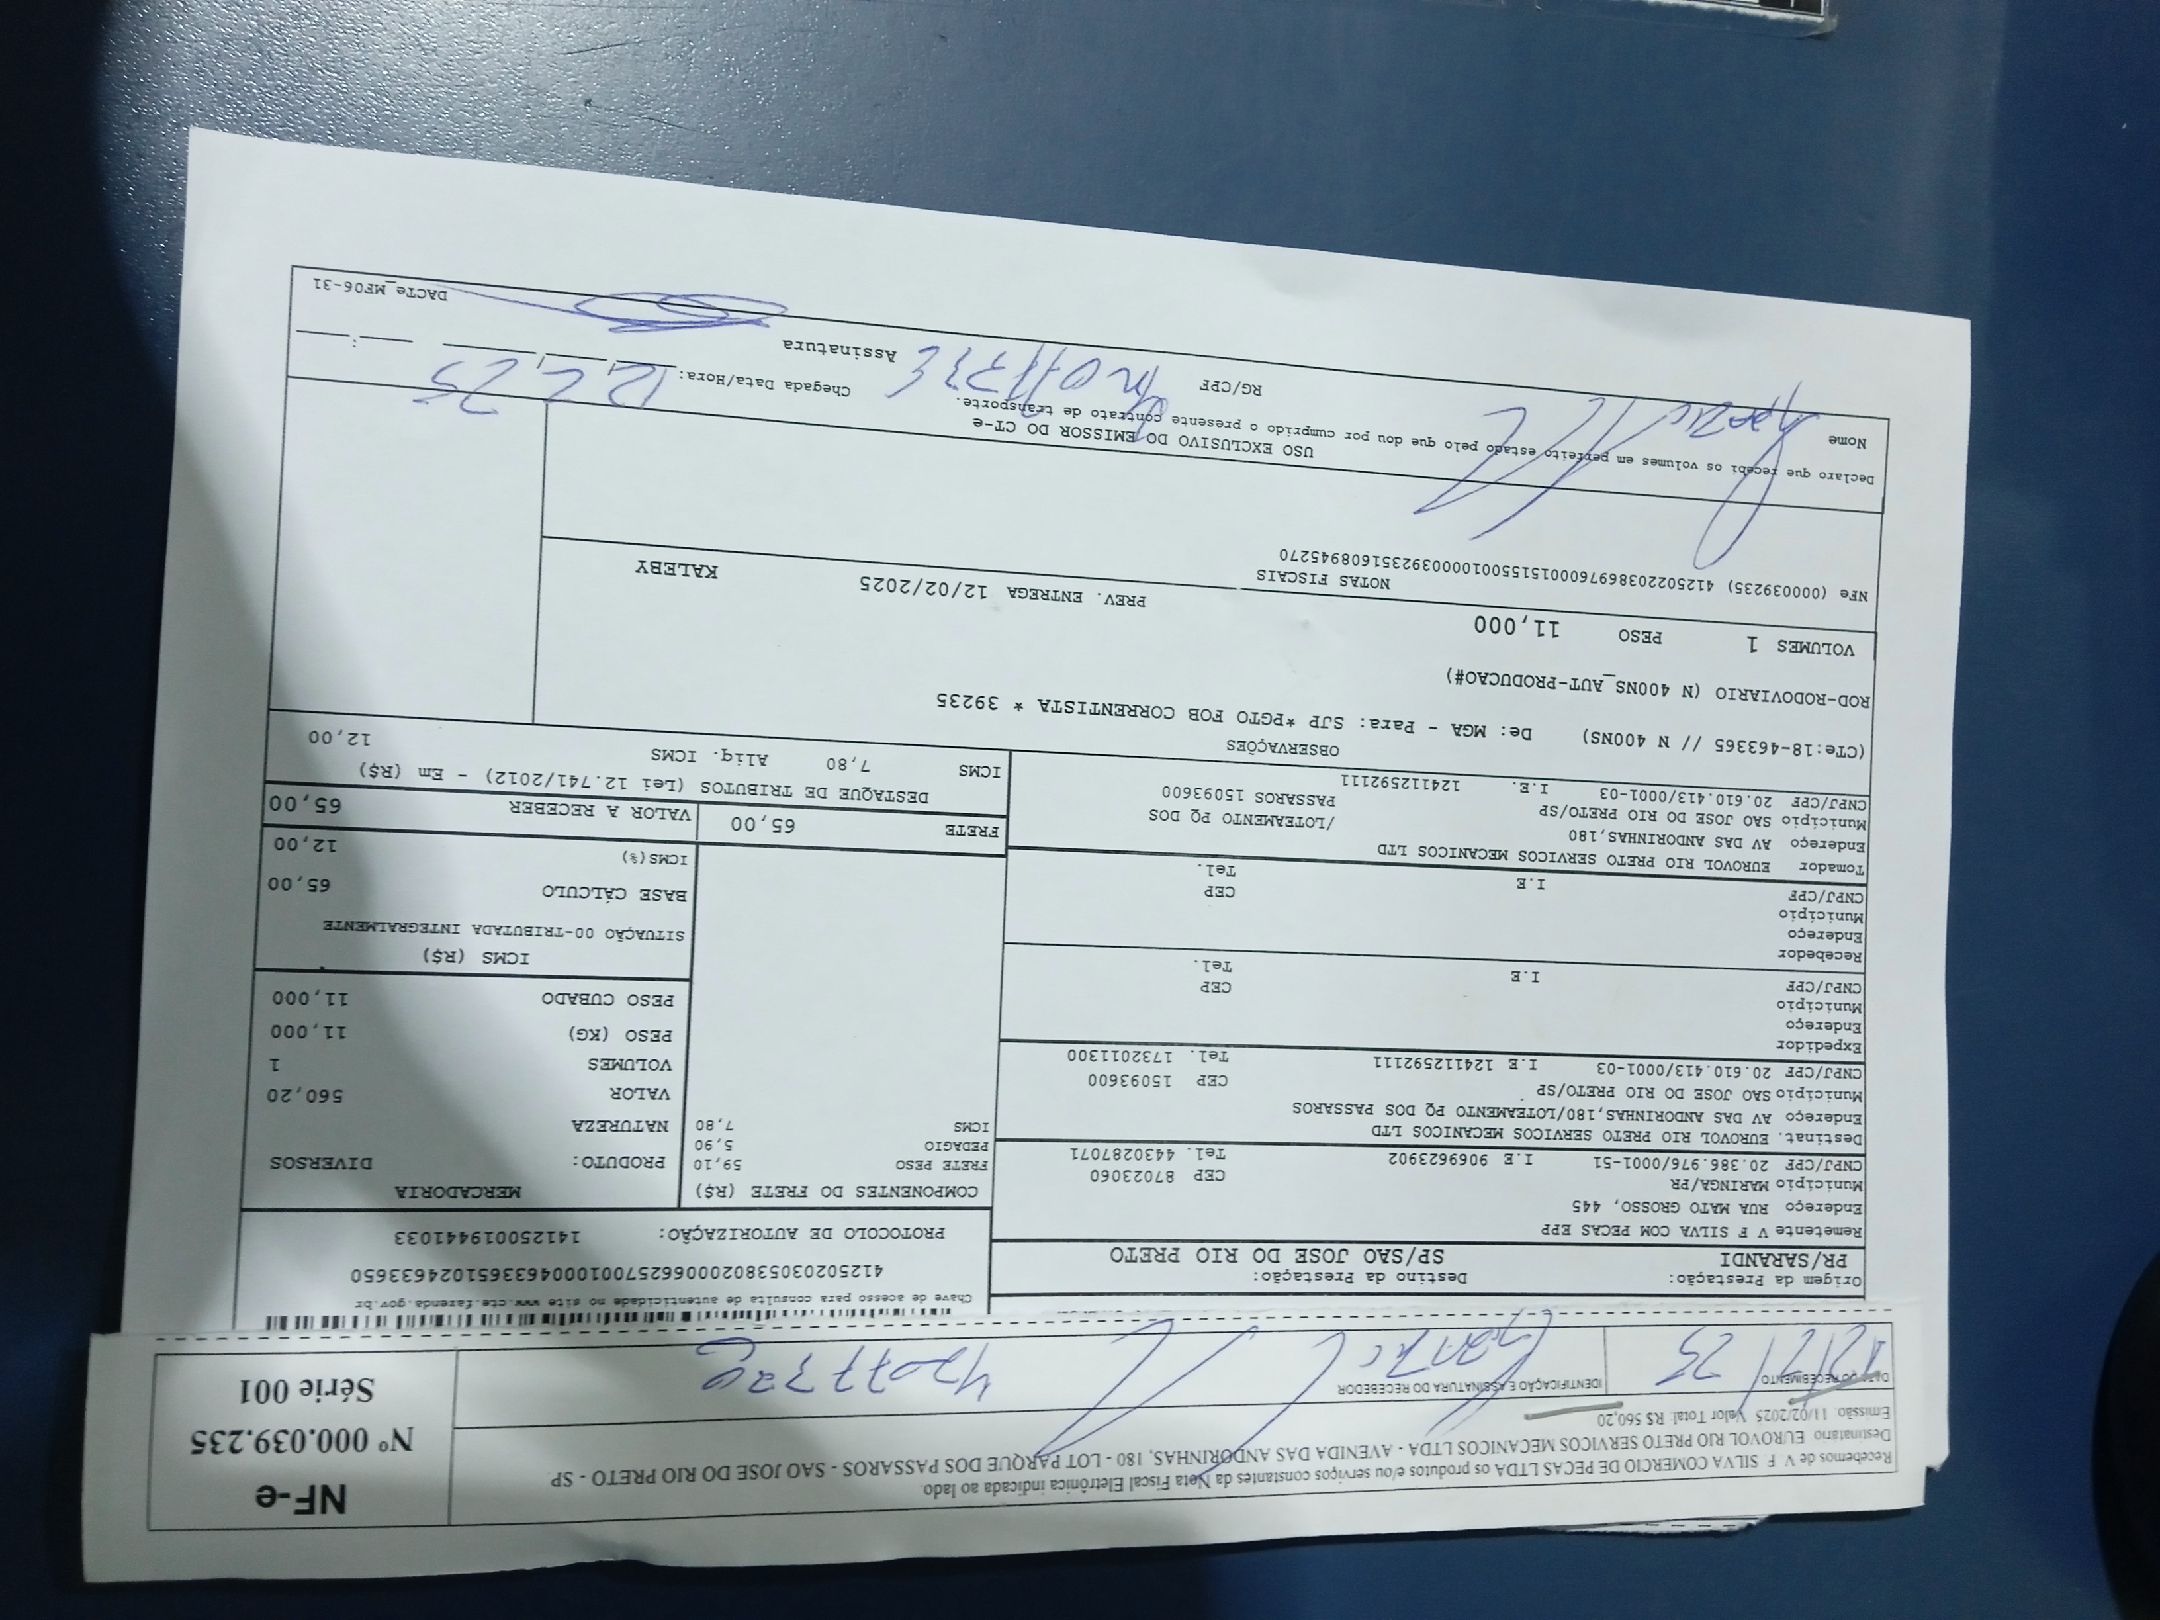 Recebemos de V F SILVA COMERCIO DE PECAS LTDA os produtos e/ou serviços constantes da Nota Fiscal Eletrônica indicada ao lado.
Destinatário: EUROVOL RIO PRETO SERVICOS MECANICOS LTDA - AVENIDA DAS ANDORINHAS, 180 - LOT PARQUE DOS PASSAROS - SAO JOSE DO RIO PRETO - SP
Emissão: 11/02/2025 Valor Total: R$ 560,20
DATA DO RECEBIMENTO
12/2/25
IDENTIFICAÇÃO E ASSINATURA DO RECEBEDOR
NF-e
Nº 000.039.235
Série 001
Chave de acesso para consulta de autenticidade no site www.cte.fazenda.gov.br
41250203053802000662570010004633651024633650
PROTOCOLO DE AUTORIZAÇÃO: 141250019441033
Origem da Prestação:
PR/SARANDI
Destino da Prestação:
SP/SAO JOSE DO RIO PRETO
Remetente V F SILVA COM PECAS EPP
Endereço RUA MATO GROSSO, 445
Município MARINGA/PR CEP 87023060
CNPJ/CPF 20.386.976/0001-51 I.E 9069623902 Tel. 4430287071
Destinat. EUROVOL RIO PRETO SERVICOS MECANICOS LTD
Endereço AV DAS ANDORINHAS,180/LOTEAMENTO PQ DOS PASSAROS
Município SAO JOSE DO RIO PRETO/SP CEP 15093600
CNPJ/CPF 20.610.413/0001-03 I.E 124112592111 Tel. 1732011300
Expedidor
Endereço
Município CEP
CNPJ/CPF I.E Tel.
Recebedor
Endereço
Município CEP
CNPJ/CPF I.E Tel.
Tomador EUROVOL RIO PRETO SERVICOS MECANICOS LTD
Endereço AV DAS ANDORINHAS,180 /LOTEAMENTO PQ DOS
Município SAO JOSE DO RIO PRETO/SP PASSAROS 15093600
CNPJ/CPF 20.610.413/0001-03 I.E. 124112592111
COMPONENTES DO FRETE (R$)
FRETE PESO 59,10
PEDAGIO 5,90
ICMS 7,80
MERCADORIA
PRODUTO: DIVERSOS
NATUREZA
VALOR 560,20
VOLUMES 1
PESO (KG) 11,000
PESO CUBADO 11,000
ICMS (R$)
SITUAÇÃO 00-TRIBUTADA INTEGRALMENTE
BASE CÁLCULO 65,00
ICMS(%) 12,00
FRETE 65,00
VALOR A RECEBER 65,00
DESTAQUE DE TRIBUTOS (Lei 12.741/2012) - Em (R$)
ICMS 7,80 Aliq. ICMS 12,00
OBSERVAÇÕES
(CTe:18-463365 // N 400NS) De: MGA - Para: SJP *PGTO FOB CORRENTISTA * 39235
ROD-RODOVIARIO (N 400NS_AUT-PRODUCAO#)
VOLUMES 1 PESO 11,000 PREV. ENTREGA 12/02/2025 KALEBY
NOTAS FISCAIS
NFe (000039235) 41250220386976000151550010000392351608945270
USO EXCLUSIVO DO EMISSOR DO CT-e
Declaro que recebi os volumes em perfeito estado pelo que dou por cumprido o presente contrato de transporte.
Nome RG/CPF
Chegada Data/Hora: 12/2/25
Assinatura
DACTe_MF06-31